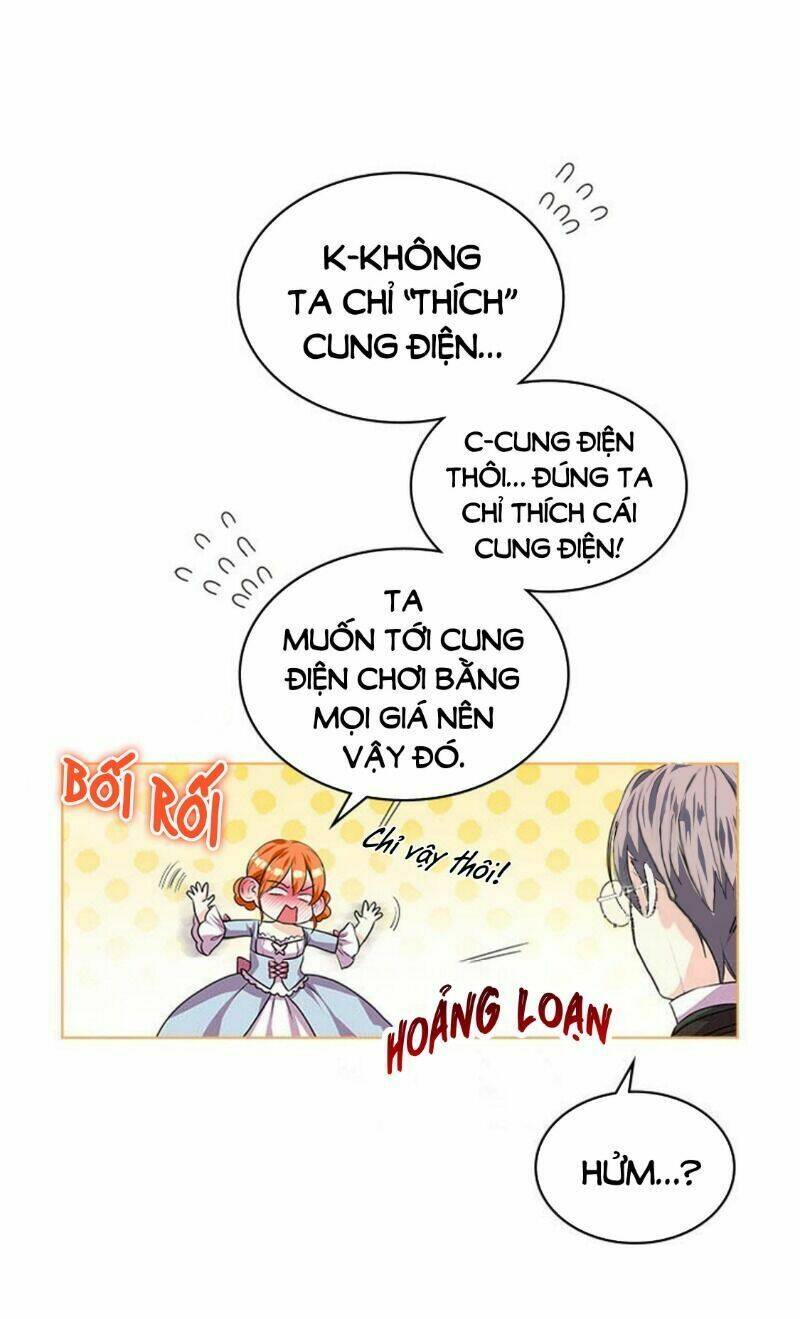 K-KHÔNG
TA CHỈ "THÍCH"
CUNG ĐIỆN...
C-CUNG ĐIỆN
THÔI... ĐÚNG TA
CHỈ THÍCH CÁI
CUNG ĐIỆN!
TA
MUỐN TỚI CUNG
ĐIỆN CHƠI BẰNG
MỌI GIÁ NÊN
VẬY ĐÓ.
BỐI RỐI
Chỉ vậy thôi!
HOẢNG LOẠN
HỬM...?